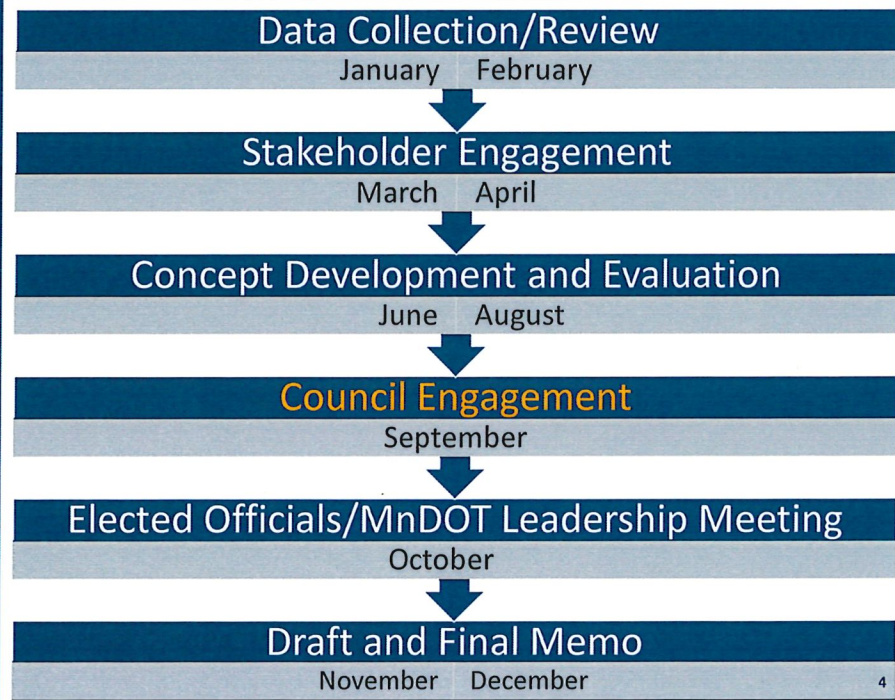 Data Collection/Review
January February
Stakeholder Engagement
March April
Concept Development and Evaluation
June August
Council Engagement
September
Elected Officials/MnDOT Leadership Meeting
October
Draft and Final Memo
November December
4